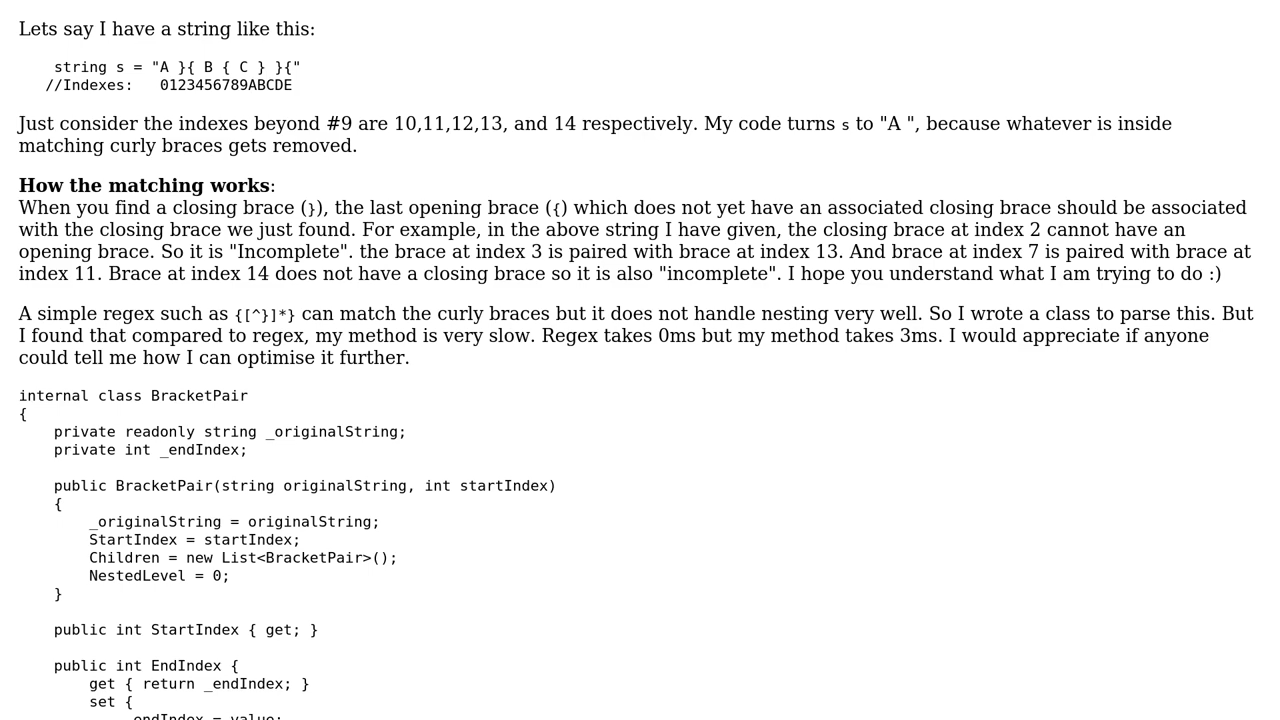 Lets say I have a string like this:
string s = "A }{ B { C } }{"
//Indexes:   0123456789ABCDE
Just consider the indexes beyond #9 are 10,11,12,13, and 14 respectively. My code turns s to "A ", because whatever is inside
matching curly braces gets removed.
How the matching works:
When you find a closing brace (}), the last opening brace ({) which does not yet have an associated closing brace should be associated
with the closing brace we just found. For example, in the above string I have given, the closing brace at index 2 cannot have an
opening brace. So it is "Incomplete". the brace at index 3 is paired with brace at index 13. And brace at index 7 is paired with brace at
index 11. Brace at index 14 does not have a closing brace so it is also "incomplete". I hope you understand what I am trying to do :)
A simple regex such as {[^}]*} can match the curly braces but it does not handle nesting very well. So I wrote a class to parse this. But
I found that compared to regex, my method is very slow. Regex takes 0ms but my method takes 3ms. I would appreciate if anyone
could tell me how I can optimise it further.
internal class BracketPair
{
    private readonly string _originalString;
    private int _endIndex;
    public BracketPair(string originalString, int startIndex)
    {
        _originalString = originalString;
        StartIndex = startIndex;
        Children = new List<BracketPair>();
        NestedLevel = 0;
    }
    public int StartIndex { get; }
    public int EndIndex {
        get { return _endIndex; }
        set {
            _endIndex = value;